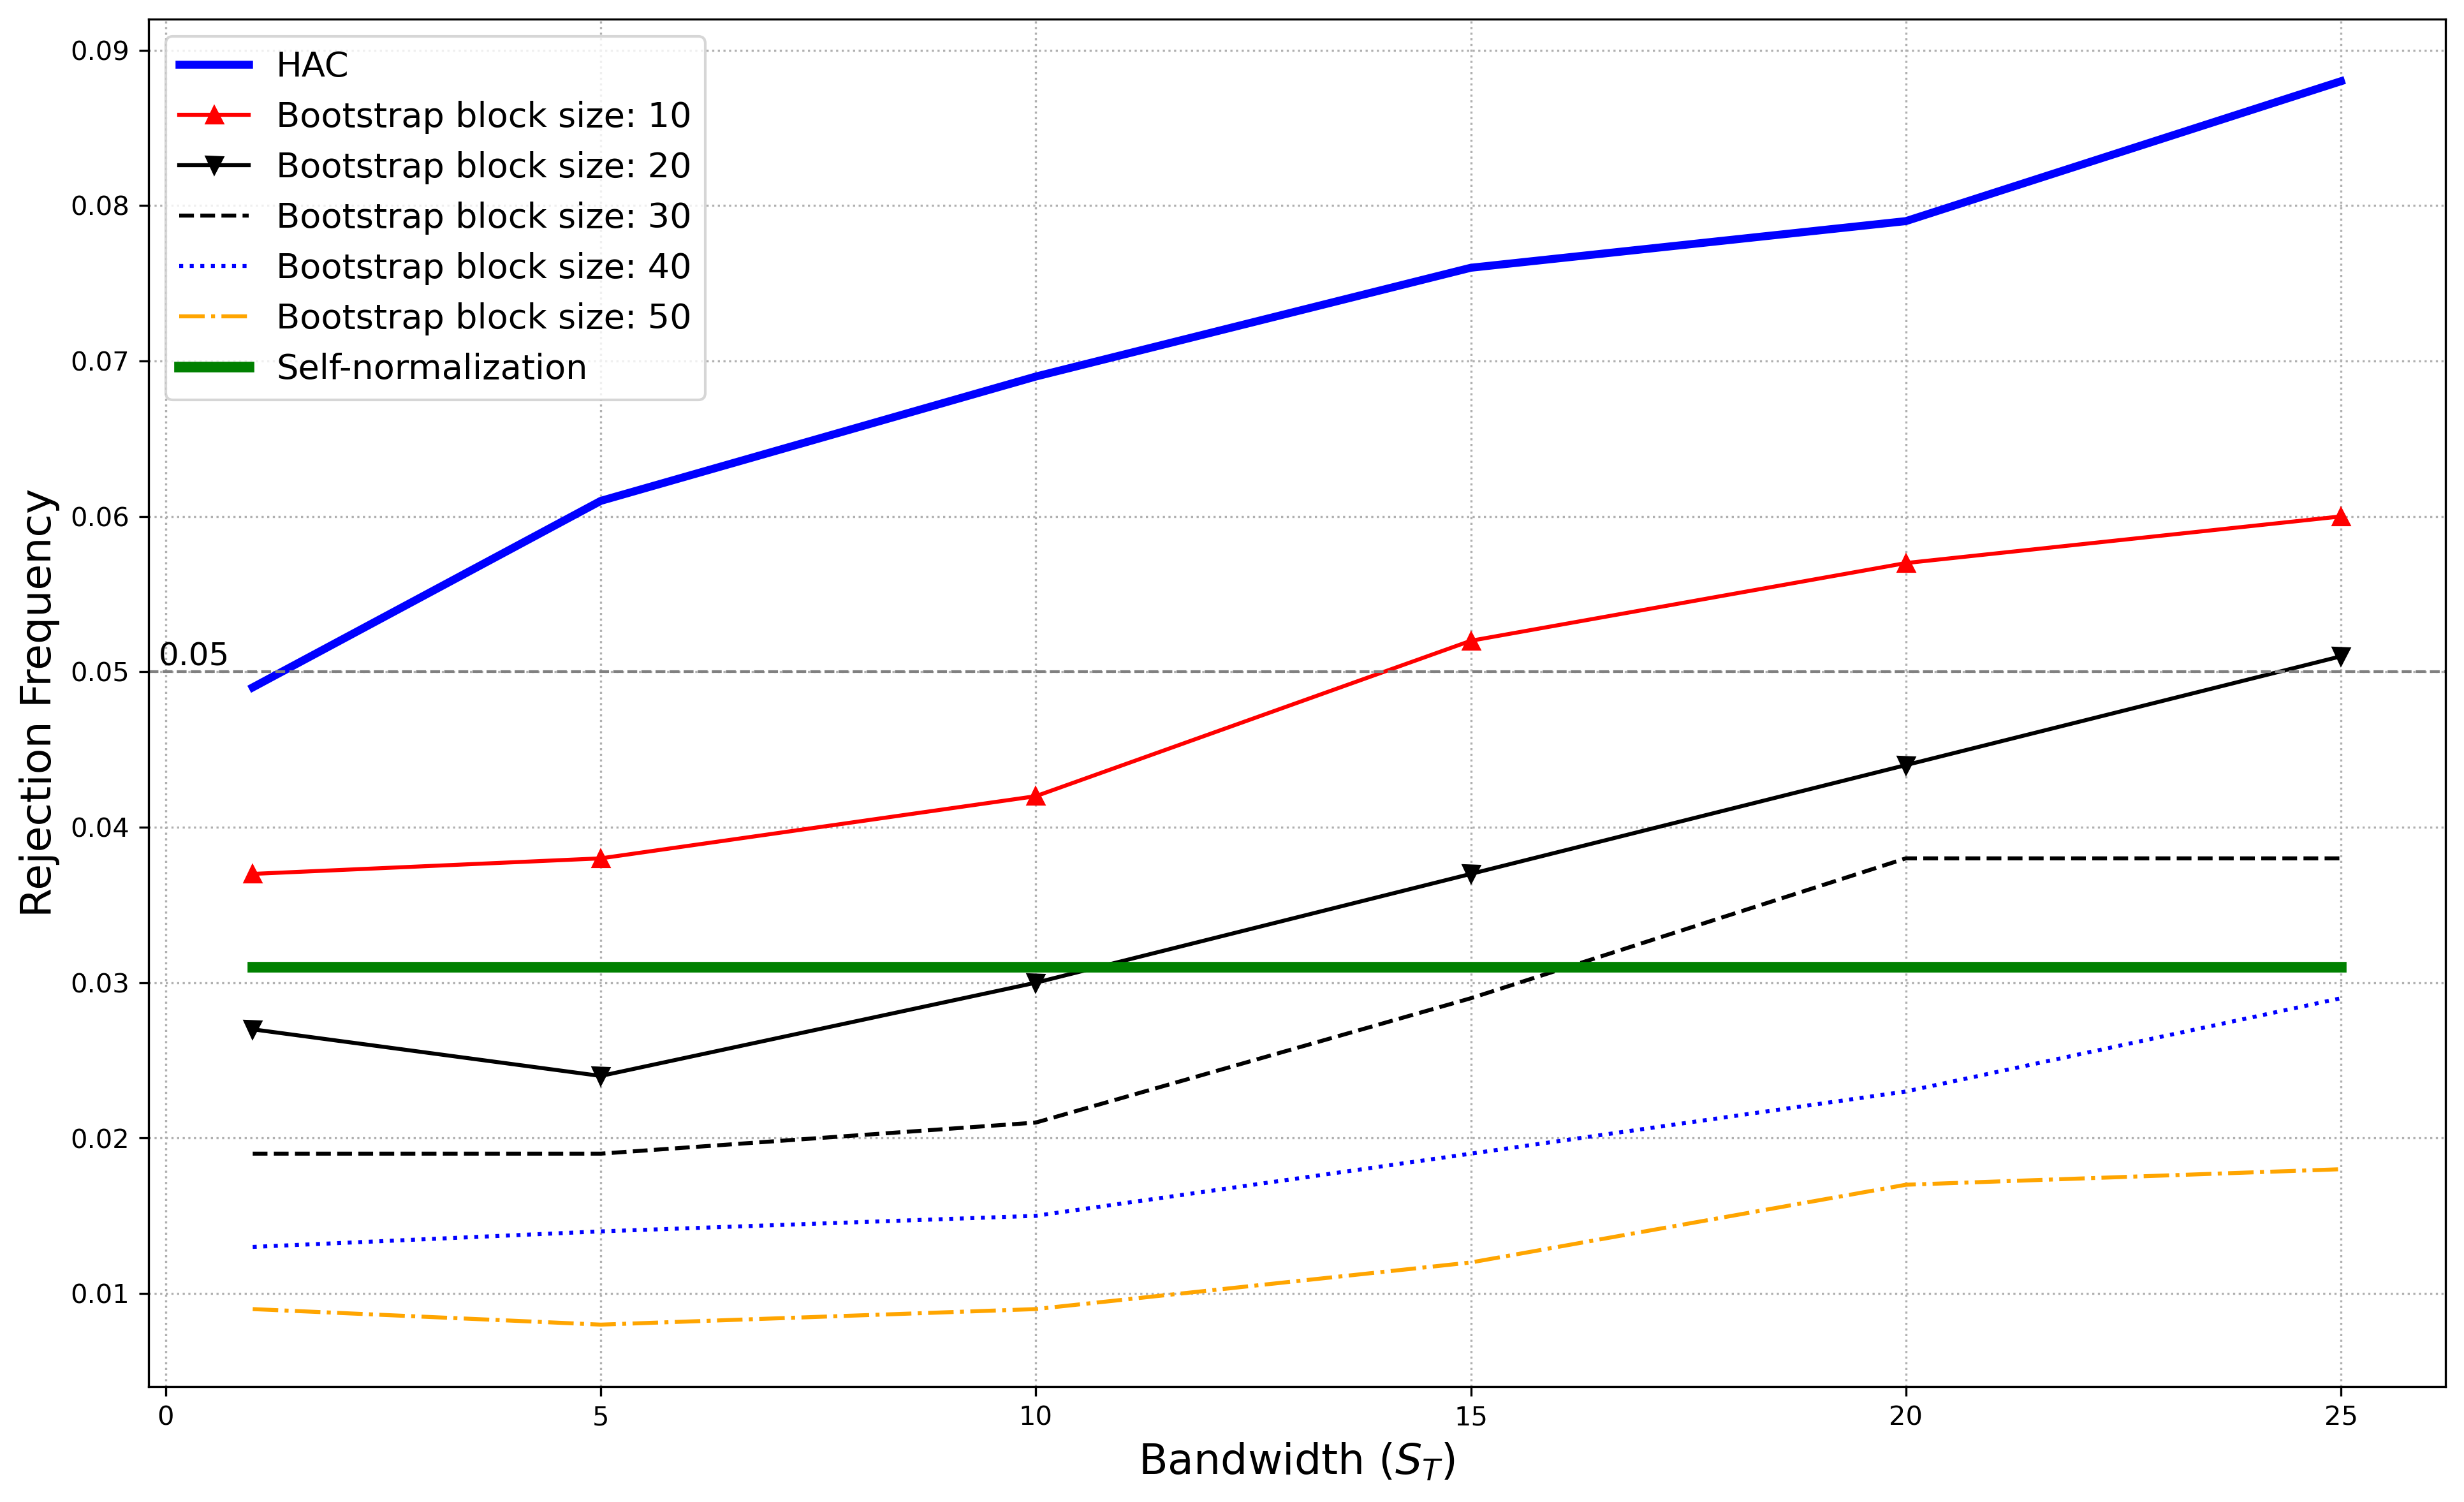 HAC
Bootstrap block size: 10
Bootstrap block size: 20
Bootstrap block size: 30
Bootstrap block size: 40
Bootstrap block size: 50
Self-normalization
0.09
0.08
0.07
0.06
0.05
0.05
0.04
0.03
0.02
0.01
Rejection Frequency
0 5 10 15 20 25
Bandwidth (S_T)